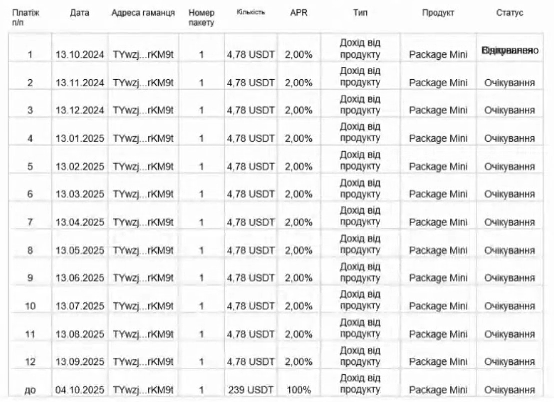 Платіж п/п Дата Адреса гаманця Номер пакету Кількість APR Тип Продукт Статус
1 13.10.2024 TYwzj...rKM9t 1 4,78 USDT 2,00% Дохід від продукту Package Mini
2 13.11.2024 TYwzj...rKM9t 1 4,78 USDT 2,00% Дохід від продукту Package Mini Очікування
3 13.12.2024 TYwzj...rKM9t 1 4,78 USDT 2,00% Дохід від продукту Package Mini Очікування
4 13.01.2025 TYwzj...rKM9t 1 4,78 USDT 2,00% Дохід від продукту Package Mini Очікування
5 13.02.2025 TYwzj...rKM9t 1 4,78 USDT 2,00% Дохід від продукту Package Mini Очікування
6 13.03.2025 TYwzj...rKM9t 1 4,78 USDT 2,00% Дохід від продукту Package Mini Очікування
7 13.04.2025 TYwzj...rKM9t 1 4,78 USDT 2,00% Дохід від продукту Package Mini Очікування
8 13.05.2025 TYwzj...rKM9t 1 4,78 USDT 2,00% Дохід від продукту Package Mini Очікування
9 13.06.2025 TYwzj...rKM9t 1 4,78 USDT 2,00% Дохід від продукту Package Mini Очікування
10 13.07.2025 TYwzj...rKM9t 1 4,78 USDT 2,00% Дохід від продукту Package Mini Очікування
11 13.08.2025 TYwzj...rKM9t 1 4,78 USDT 2,00% Дохід від продукту Package Mini Очікування
12 13.09.2025 TYwzj...rKM9t 1 4,78 USDT 2,00% Дохід від продукту Package Mini Очікування
до 04.10.2025 TYwzj...rKM9t 1 239 USDT 100% Дохід від продукту Package Mini Очікування